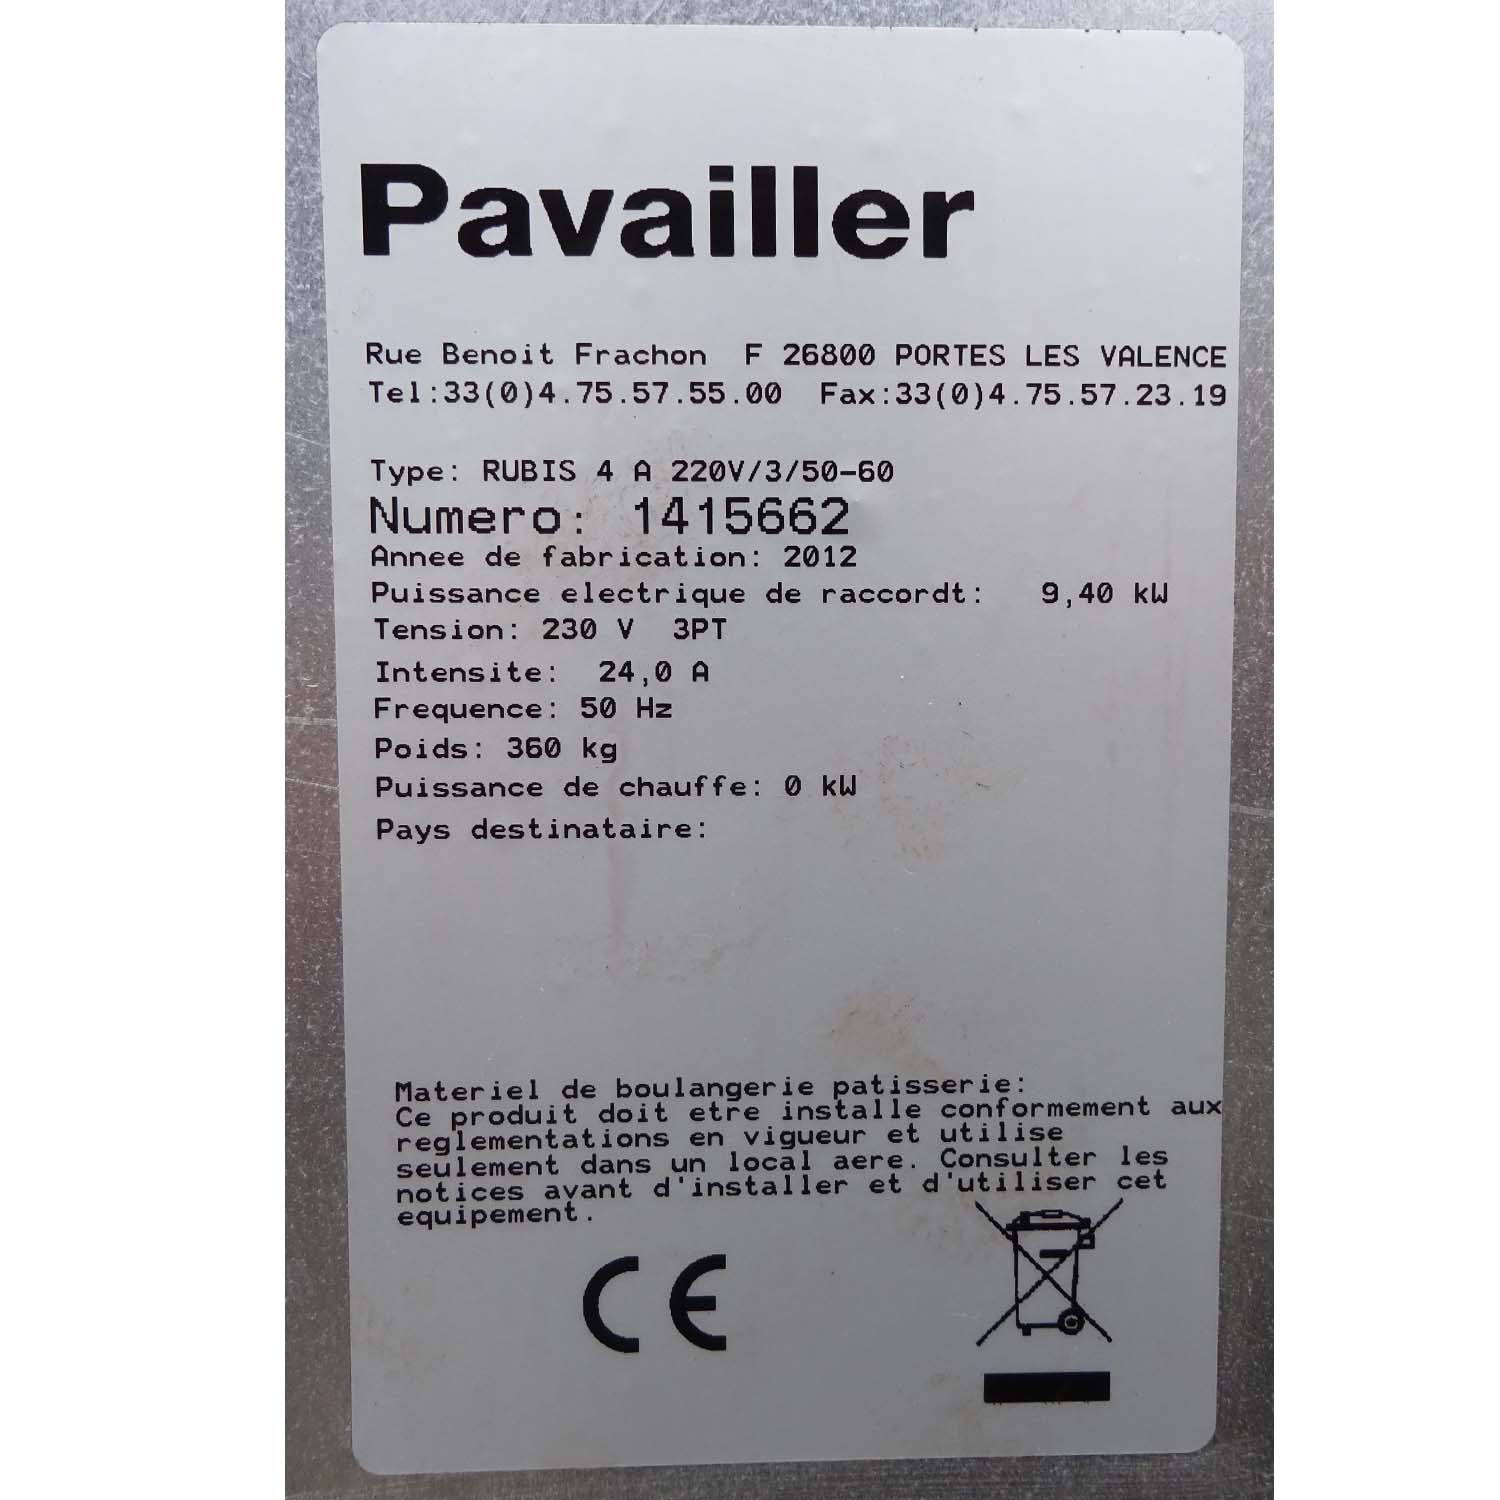 Pavailler
Rue Benoit Frachon F 26800 PORTES LES VALENCE
Tel:33(0)4.75.57.55.00 Fax:33(0)4.75.57.23.19
Type: RUBIS 4 A 220V/3/50-60
Numero: 1415662
Annee de fabrication: 2012
Puissance electrique de raccordt: 9,40 kW
Tension: 230 V 3PT
Intensite: 24,0 A
Frequence: 50 Hz
Poids: 360 kg
Puissance de chauffe: 0 kW
Pays destinataire:
Materiel de boulangerie patisserie:
Ce produit doit etre installe conformement aux
reglementations en vigueur et utilise
seulement dans un local aere. Consulter les
notices avant d'installer et d'utiliser cet
equipement.
CE